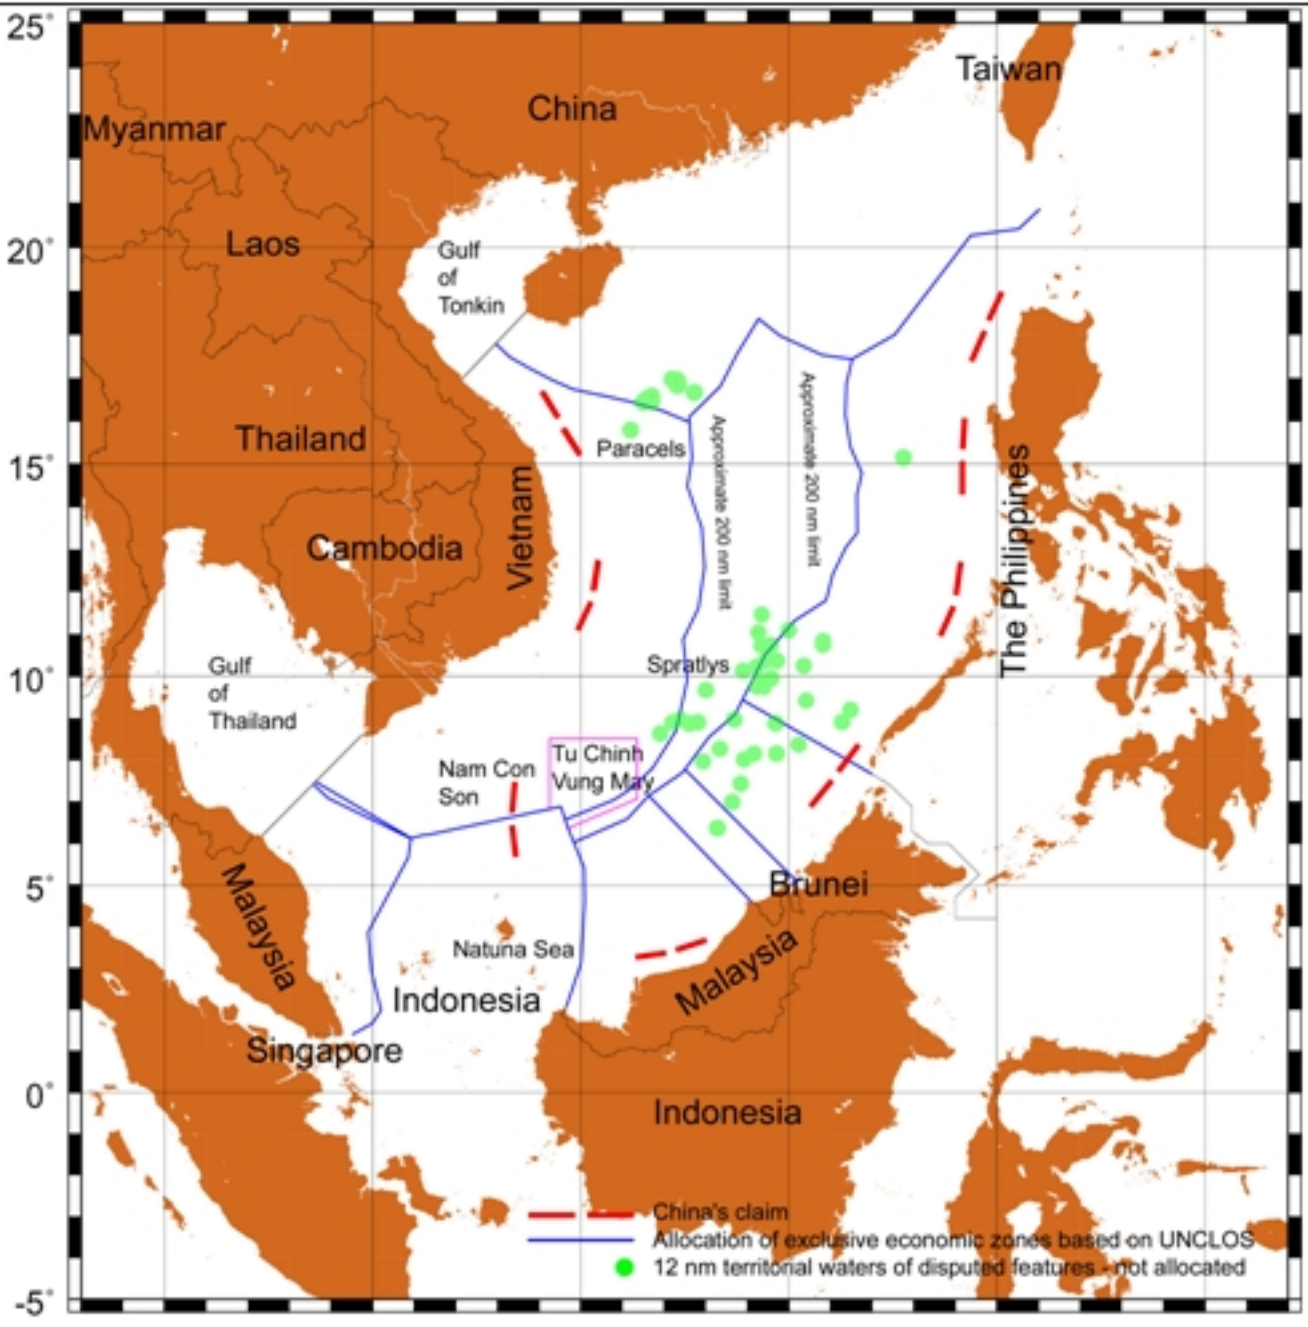 25°
Taiwan
China
Myanmar
Laos
20°
Gulf
of
Tonkin
Approximate 200 nm limit
Approximate 200 nm limit
Thailand
Paracels
15°
Vietnam
The Philippines
Cambodia
Gulf
of
Thailand
Spratlys
10°
Nam Con
Son
Tu Chinh
Vung May
Malaysia
5°
Brunei
Natuna Sea
Malaysia
Indonesia
Singapore
0°
Indonesia
China's claim
Allocation of exclusive economic zones based on UNCLOS
12 nm territorial waters of disputed features - not allocated
-5°